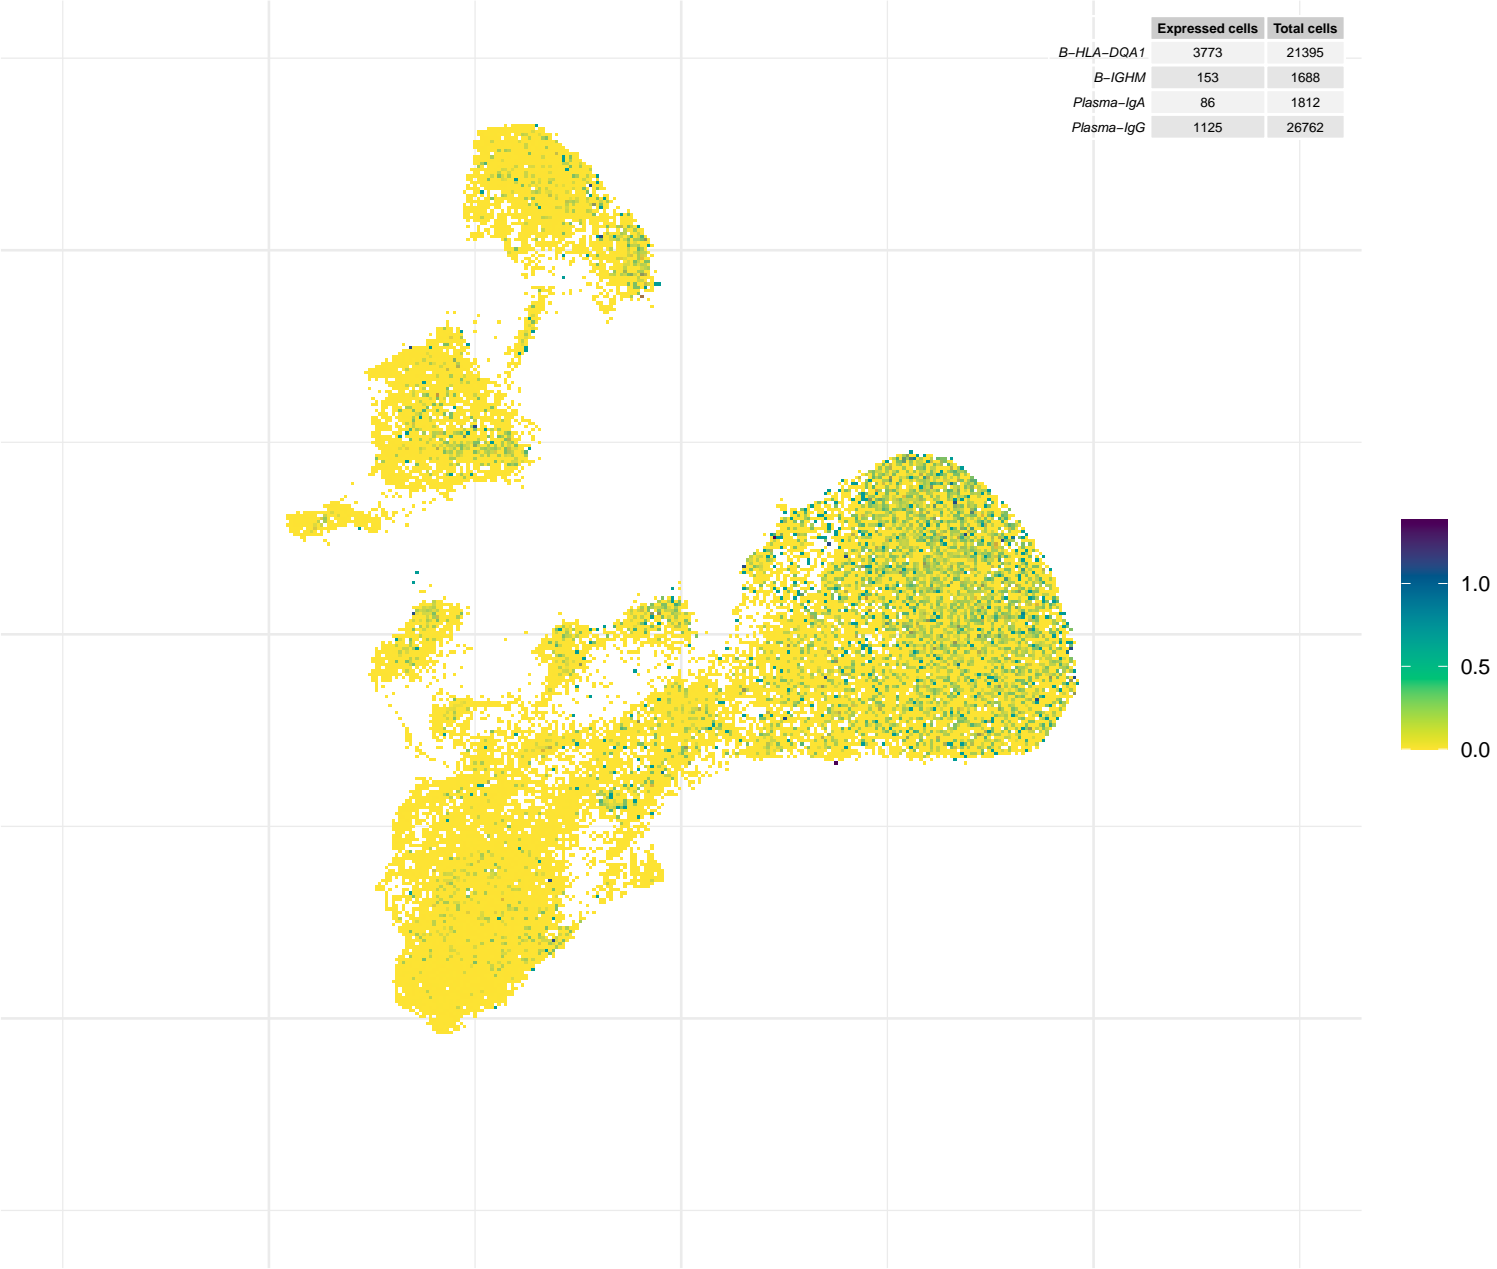 Expressed cells Total cells
B−HLA−DQA1 3773 21395
B−IGHM 153 1688
Plasma−IgA 86 1812
Plasma−IgG 1125 26762
1.0
0.5
0.0